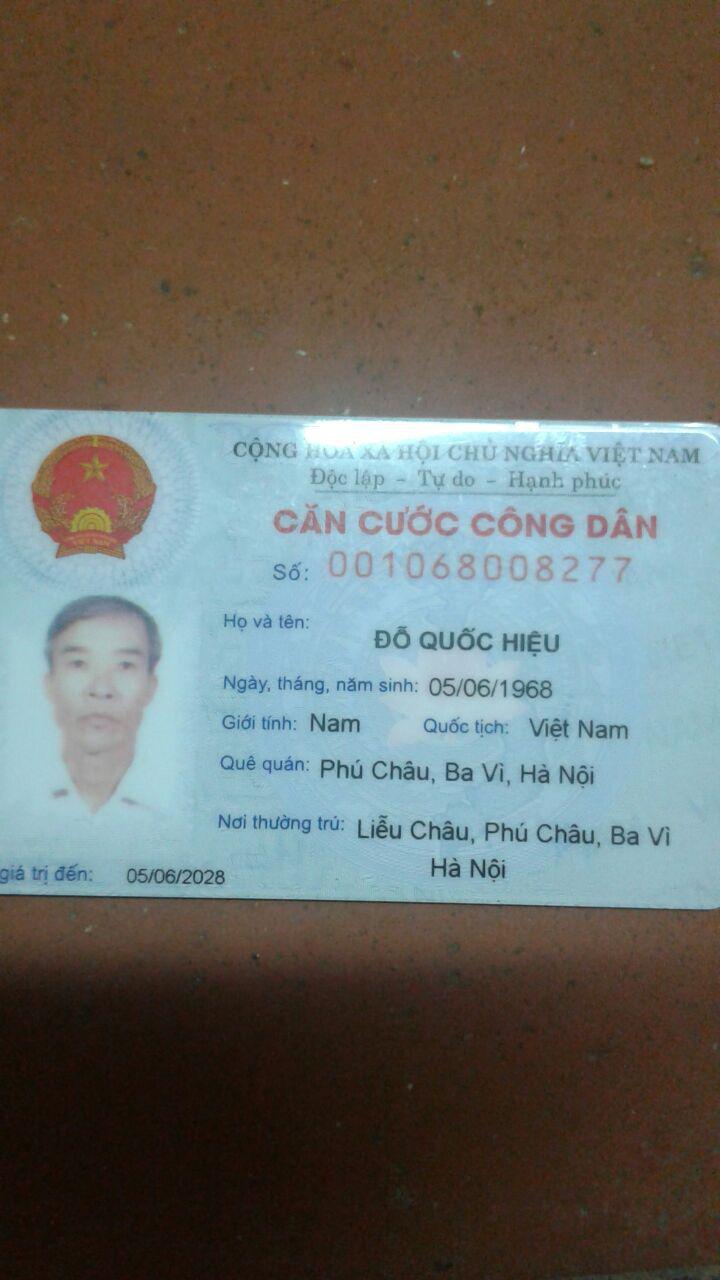 CỘNG HÒA XÃ HỘI CHỦ NGHĨA VIỆT NAM
Độc lập - Tự do - Hạnh phúc
CĂN CƯỚC CÔNG DÂN
Số: 001068008277
Họ và tên:
ĐỖ QUỐC HIỆU
Ngày, tháng, năm sinh: 05/06/1968
Giới tính: Nam Quốc tịch: Việt Nam
Quê quán: Phú Châu, Ba Vì, Hà Nội
Nơi thường trú: Liễu Châu, Phú Châu, Ba Vì
Hà Nội
giá trị đến: 05/06/2028
VIỆT NAM